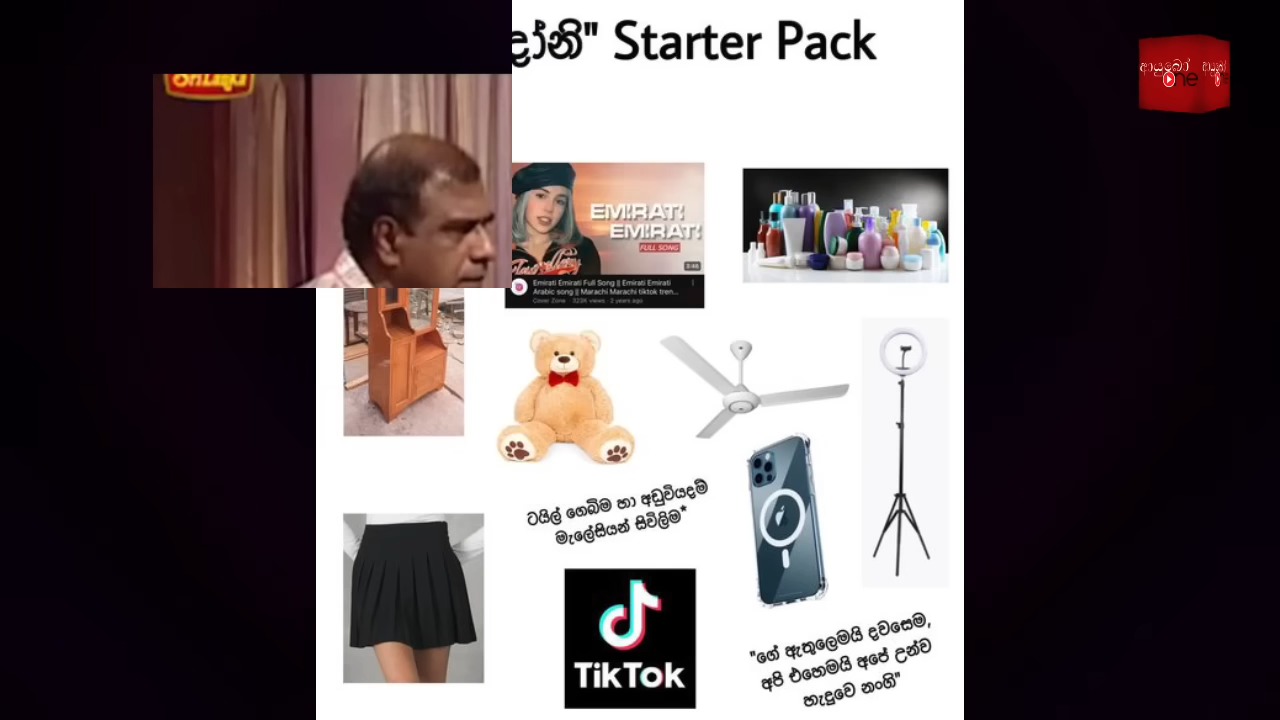 දෝනි" Starter Pack
EMIRATI
EMIRATI
FULL SONG
3:48
Emirati Emirati Full Song || Emirati Emirati
Arabic song || Marachi Marachi tiktok tren...
Cover Zone · 323K views · 2 years ago
ටයිල් ගෙබිම හා අඩුවියදම්
මැලේසියන් සිවිලිම*
TikTok
"ගේ ඇතුලෙමයි දවසෙම,
අපි එහෙමයි අපේ උන්ව
හැදුවෙ නංගි"